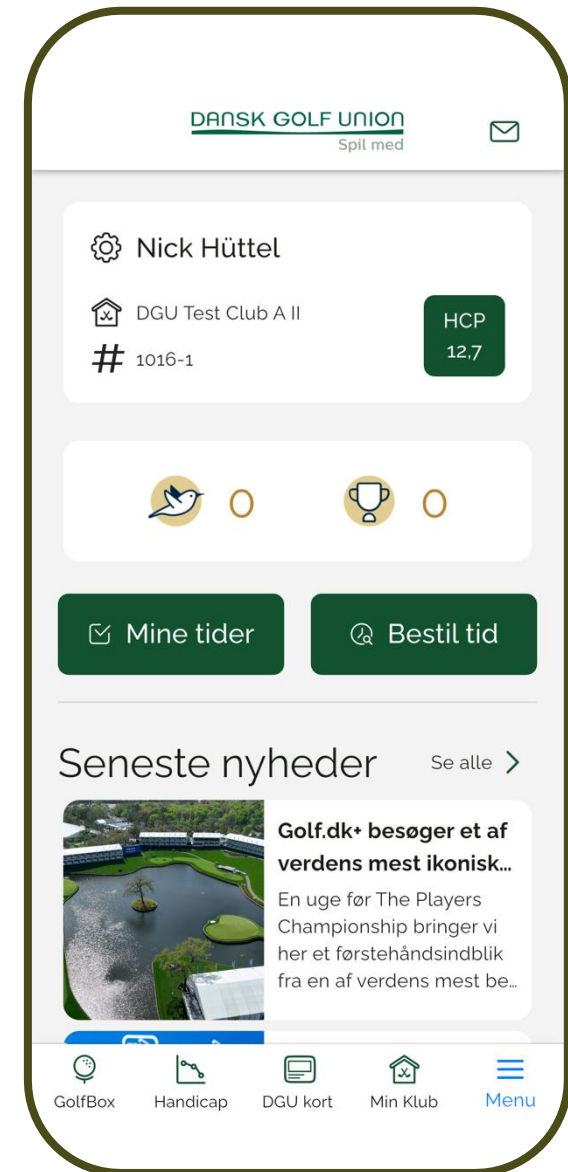 DANSK GOLF UNION
Spil med
Nick Hüttel
DGU Test Club A II
# 1016-1
HCP
12,7
0
0
Mine tider
Bestil tid
Seneste nyheder
Se alle
Golf.dk+ besøger et af
verdens mest ikonisk...
En uge før The Players
Championship bringer vi
her et førstehåndsindblik
fra en af verdens mest be...
GolfBox
Handicap
DGU kort
Min Klub
Menu